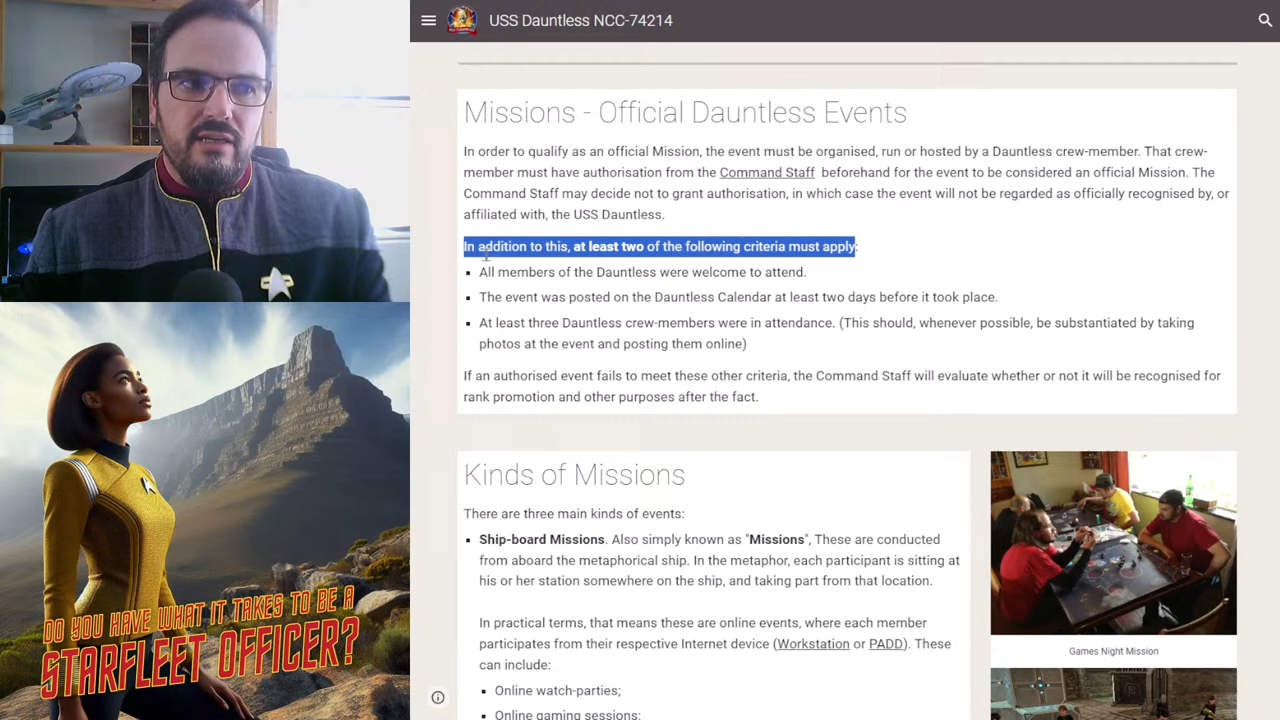 USS Dauntless NCC-74214
Missions - Official Dauntless Events
In order to qualify as an official Mission, the event must be organised, run or hosted by a Dauntless crew-member. That crew-
member must have authorisation from the Command Staff beforehand for the event to be considered an official Mission. The
Command Staff may decide not to grant authorisation, in which case the event will not be regarded as officially recognised by, or
affiliated with, the USS Dauntless.
In addition to this, at least two of the following criteria must apply:
▪ All members of the Dauntless were welcome to attend.
▪ The event was posted on the Dauntless Calendar at least two days before it took place.
▪ At least three Dauntless crew-members were in attendance. (This should, whenever possible, be substantiated by taking
photos at the event and posting them online)
If an authorised event fails to meet these other criteria, the Command Staff will evaluate whether or not it will be recognised for
rank promotion and other purposes after the fact.
Kinds of Missions
There are three main kinds of events:
▪ Ship-board Missions. Also simply known as "Missions", These are conducted
from aboard the metaphorical ship. In the metaphor, each participant is sitting at
his or her station somewhere on the ship, and taking part from that location.
In practical terms, that means these are online events, where each member
participates from their respective Internet device (Workstation or PADD). These
can include:
▪ Online watch-parties;
▪ Online gaming sessions;
Games Night Mission
DO YOU HAVE WHAT IT TAKES TO BE A
STARFLEET OFFICER?